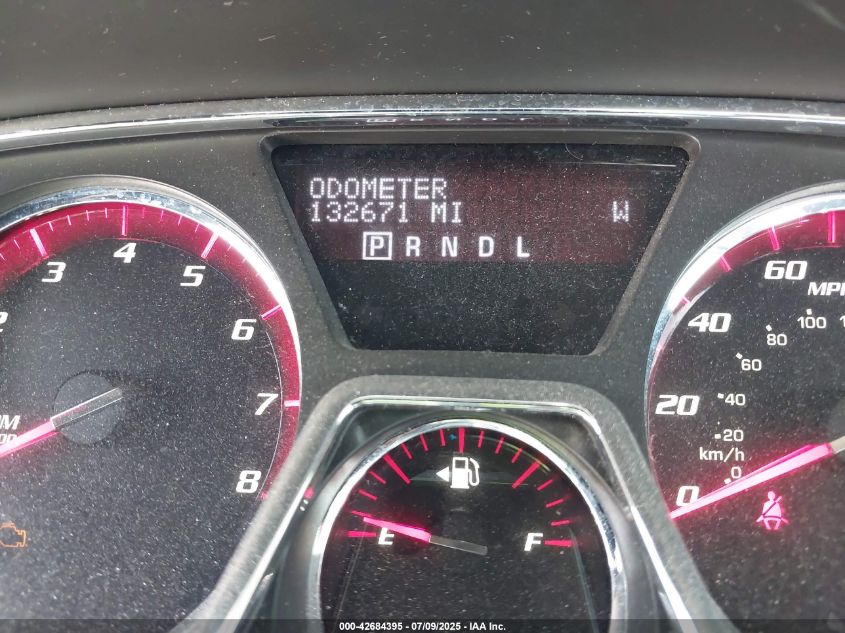 ODOMETER
132671 MI W
P R N D L
2 3 4 5 6 7 8
E F
0 20 40 60
MPH
0 20 40 60 80 100
km/h
000-42684395 - 07/09/2025 - IAA Inc.